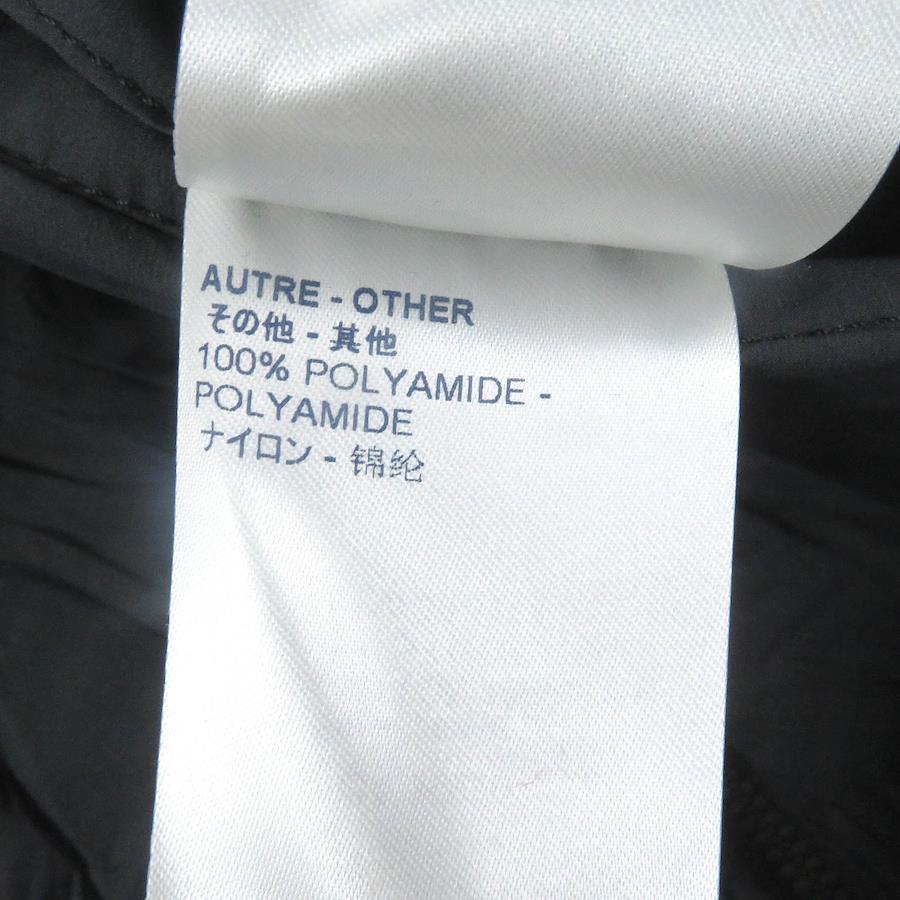 AUTRE - OTHER
その他 - 其他
100% POLYAMIDE -
POLYAMIDE
ナイロン - 锦纶